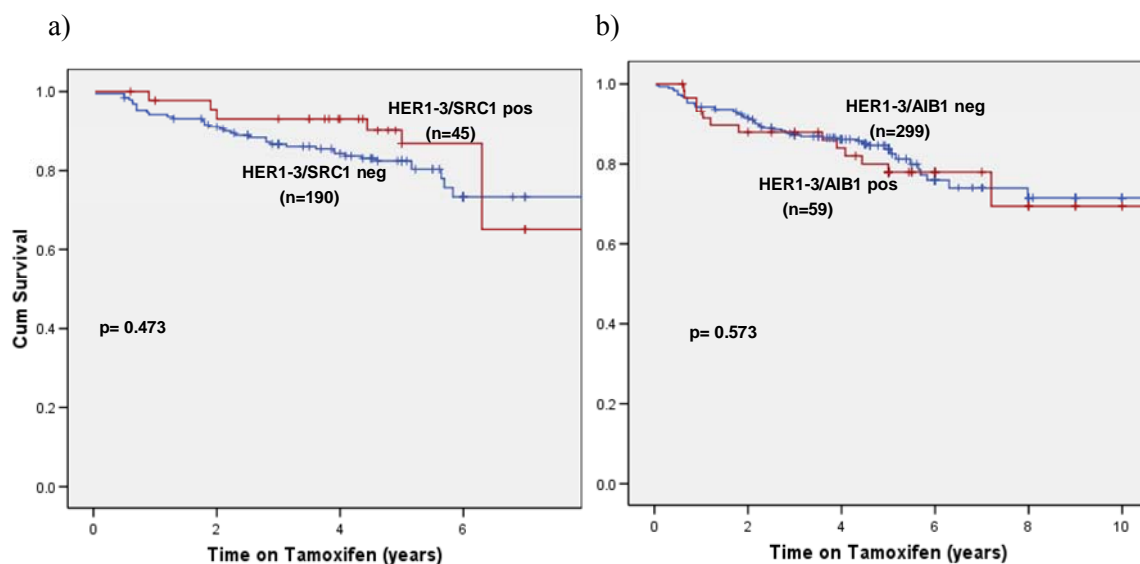 a)
b)
Cum Survival
1.0
0.8
0.6
0.4
0.2
0.0
HER1-3/SRC1 pos
(n=45)
HER1-3/SRC1 neg
(n=190)
p= 0.473
0 2 4 6
Time on Tamoxifen (years)
1.0
0.8
0.6
0.4
0.2
0.0
HER1-3/AIB1 neg
(n=299)
HER1-3/AIB1 pos
(n=59)
p= 0.573
0 2 4 6 8 10
Time on Tamoxifen (years)